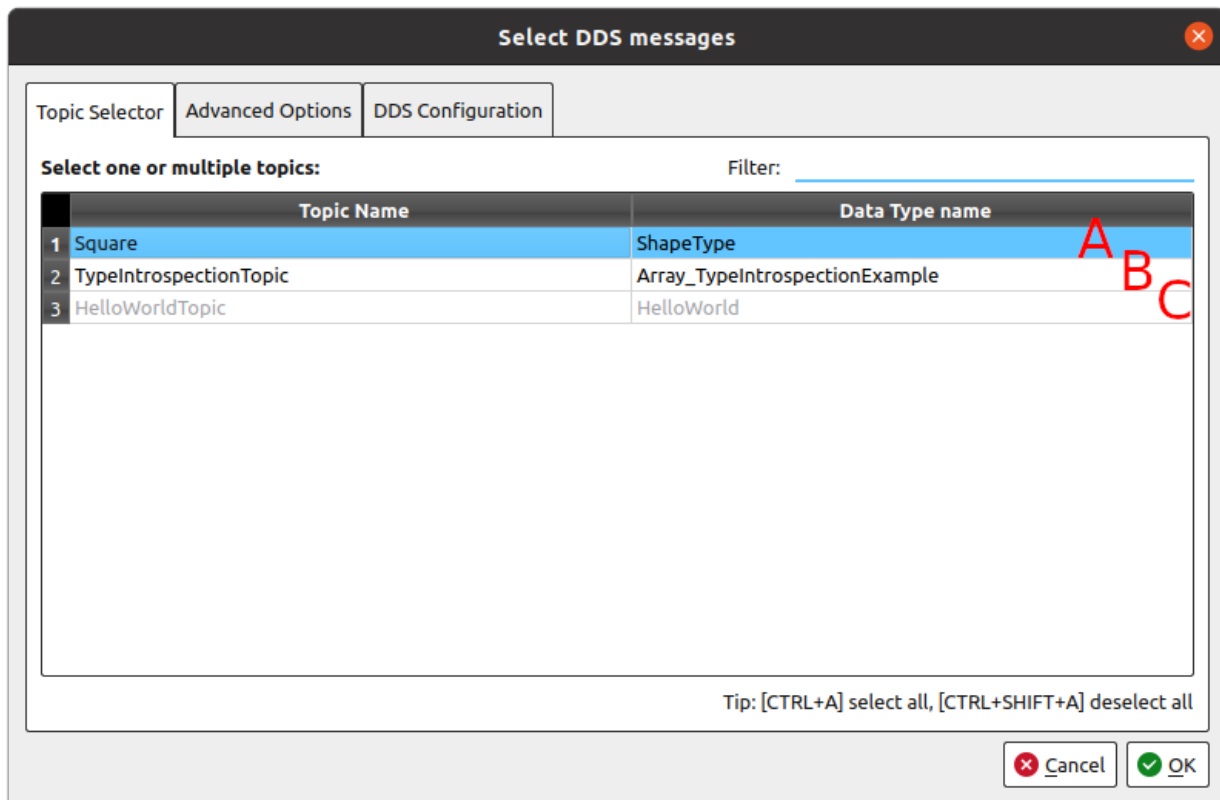 Select DDS messages
Topic Selector Advanced Options DDS Configuration
Select one or multiple topics: Filter:
Topic Name Data Type name
1 Square ShapeType A
2 TypeIntrospectionTopic Array_TypeIntrospectionExample B
3 HelloWorldTopic HelloWorld C
Tip: [CTRL+A] select all, [CTRL+SHIFT+A] deselect all
Cancel OK